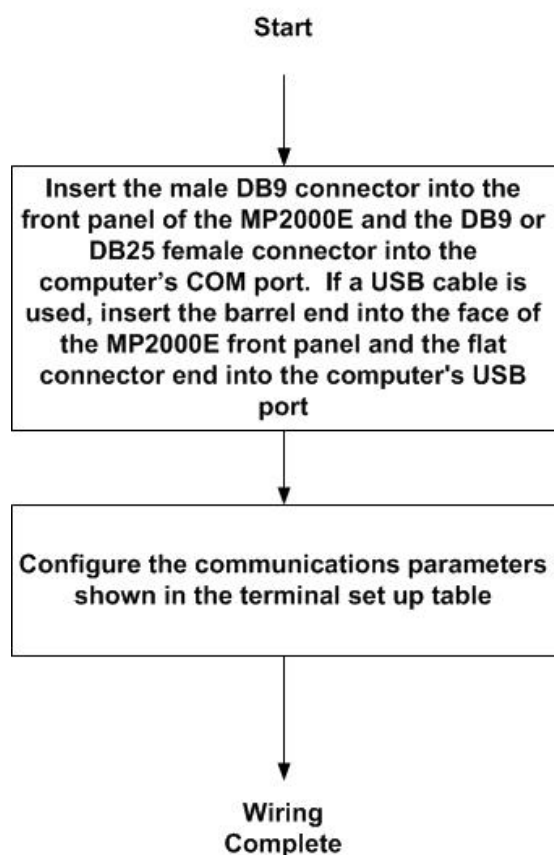 Start
Insert the male DB9 connector into the
front panel of the MP2000E and the DB9 or
DB25 female connector into the
computer’s COM port.  If a USB cable is
used, insert the barrel end into the face of
the MP2000E front panel and the flat
connector end into the computer's USB
port
Configure the communications parameters
shown in the terminal set up table
Wiring
Complete